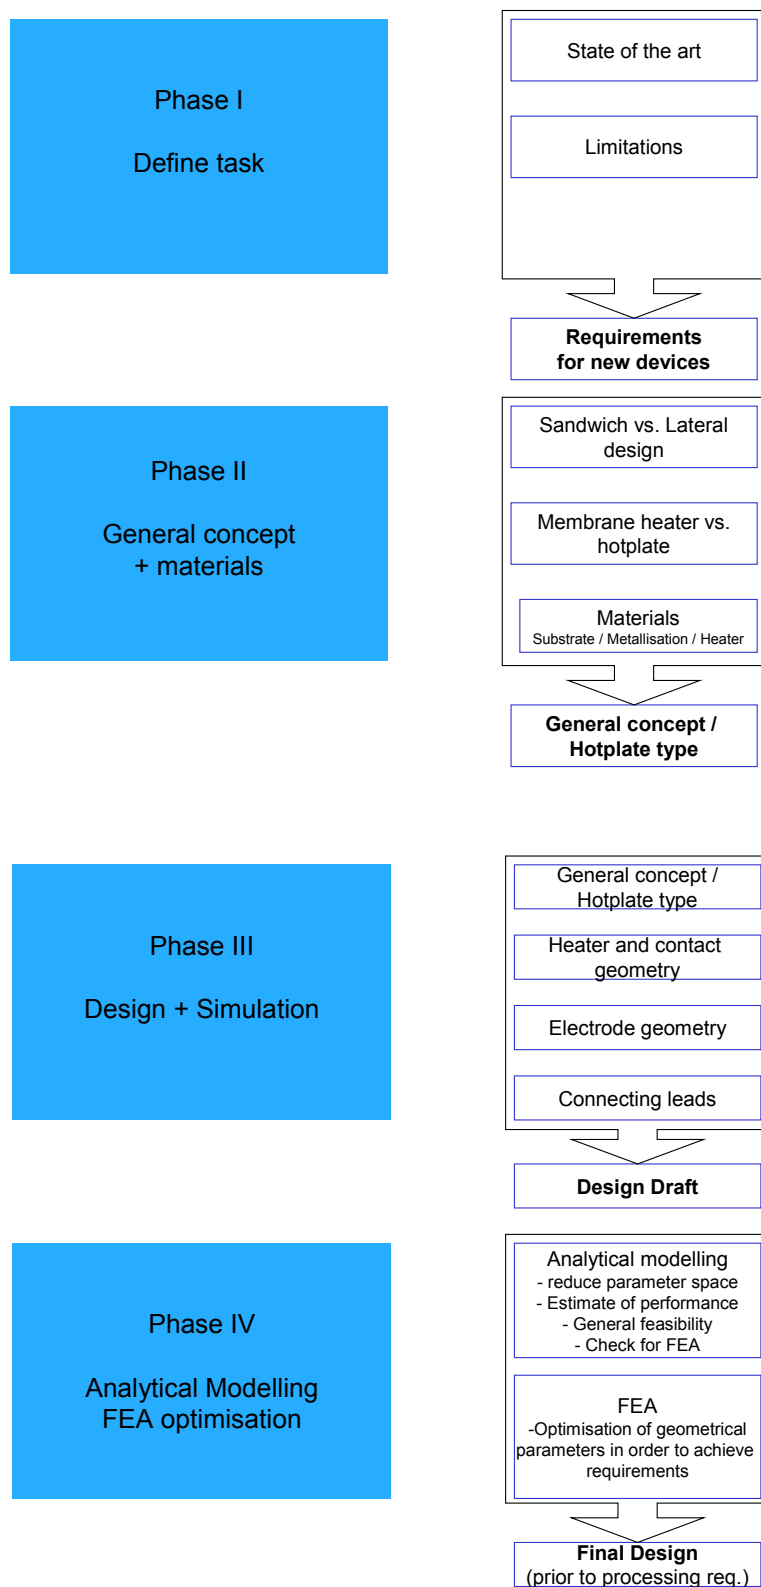 Phase I
Define task
State of the art
Limitations
Requirements
for new devices
Phase II
General concept
+ materials
Sandwich vs. Lateral
design
Membrane heater vs.
hotplate
Materials
Substrate / Metallisation / Heater
General concept /
Hotplate type
Phase III
Design + Simulation
General concept /
Hotplate type
Heater and contact
geometry
Electrode geometry
Connecting leads
Design Draft
Phase IV
Analytical Modelling
FEA optimisation
Analytical modelling
- reduce parameter space
- Estimate of performance
- General feasibility
- Check for FEA
FEA
-Optimisation of geometrical
parameters in order to achieve
requirements
Final Design
(prior to processing req.)